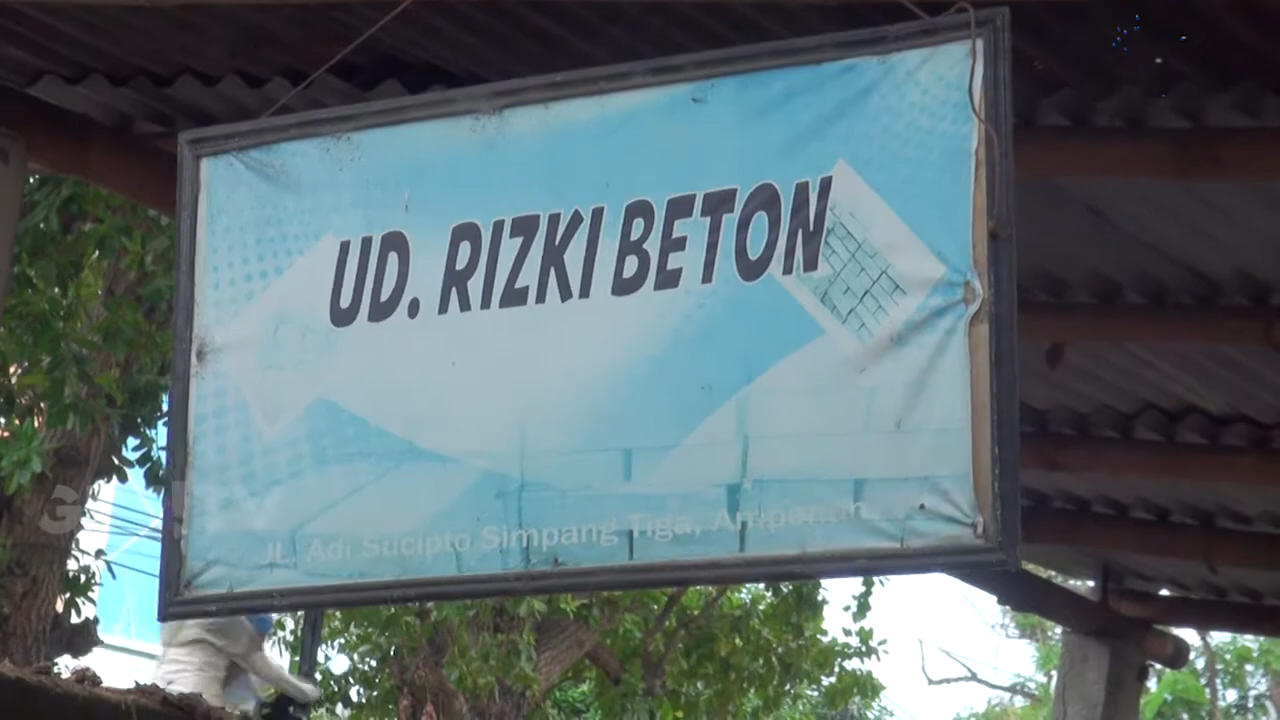 UD. RIZKI BETON
JL. Adi Sucipto Simpang Tiga, Ampenan